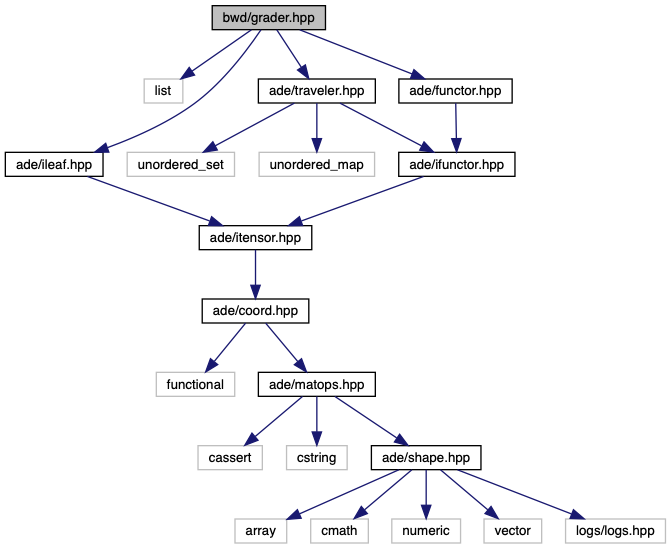 bwd/grader.hpp
list
ade/traveler.hpp
ade/functor.hpp
ade/ileaf.hpp
unordered_set
unordered_map
ade/ifunctor.hpp
ade/itensor.hpp
ade/coord.hpp
functional
ade/matops.hpp
cassert
cstring
ade/shape.hpp
array
cmath
numeric
vector
logs/logs.hpp